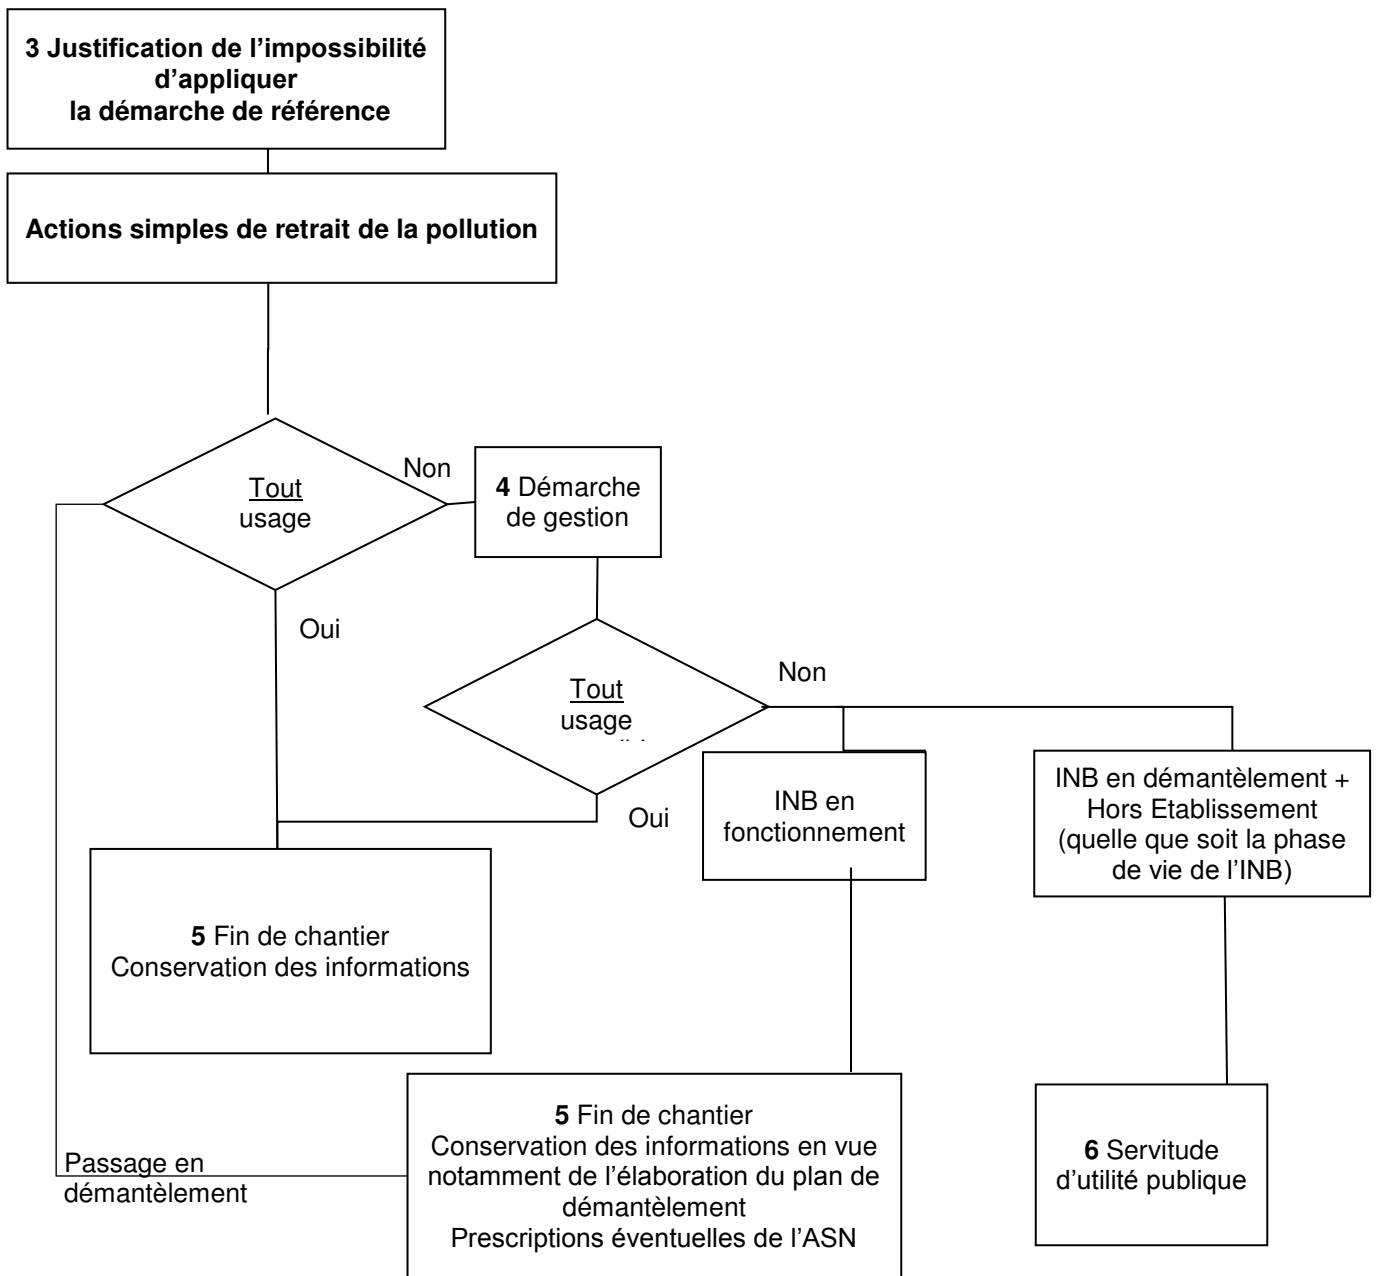 3 Justification de l’impossibilité
d’appliquer
la démarche de référence
Actions simples de retrait de la pollution
Non
Tout
usage
4 Démarche
de gestion
Oui
Non
Tout
usage
Oui
INB en
fonctionnement
INB en démantèlement +
Hors Etablissement
(quelle que soit la phase
de vie de l’INB)
5 Fin de chantier
Conservation des informations
5 Fin de chantier
Conservation des informations en vue
notamment de l’élaboration du plan de
démantèlement
Prescriptions éventuelles de l’ASN
Passage en
démantèlement
6 Servitude
d’utilité publique